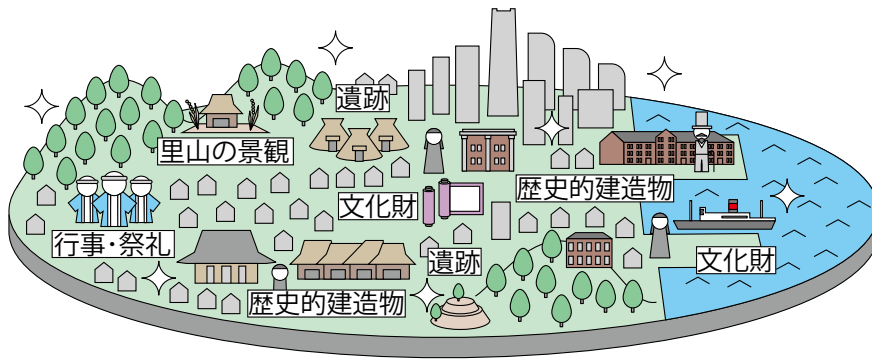 遺跡
里山の景観
歴史的建造物
文化財
行事・祭礼
遺跡
文化財
歴史的建造物